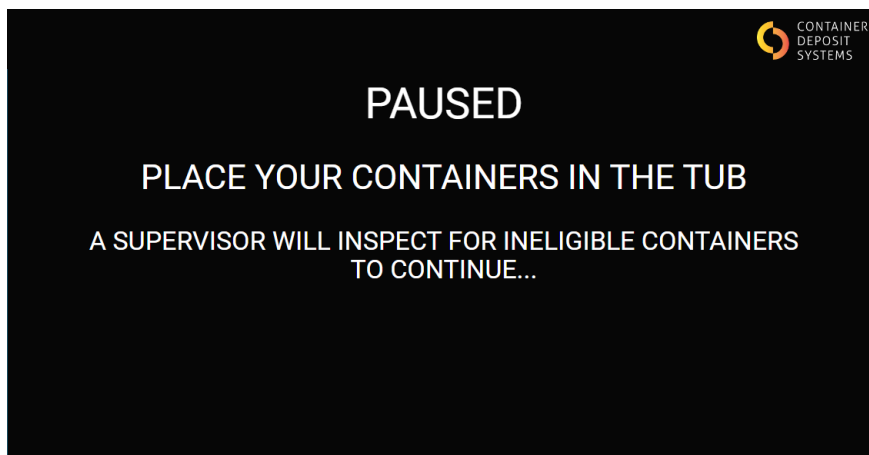 CONTAINER
DEPOSIT
SYSTEMS
PAUSED
PLACE YOUR CONTAINERS IN THE TUB
A SUPERVISOR WILL INSPECT FOR INELIGIBLE CONTAINERS
TO CONTINUE...